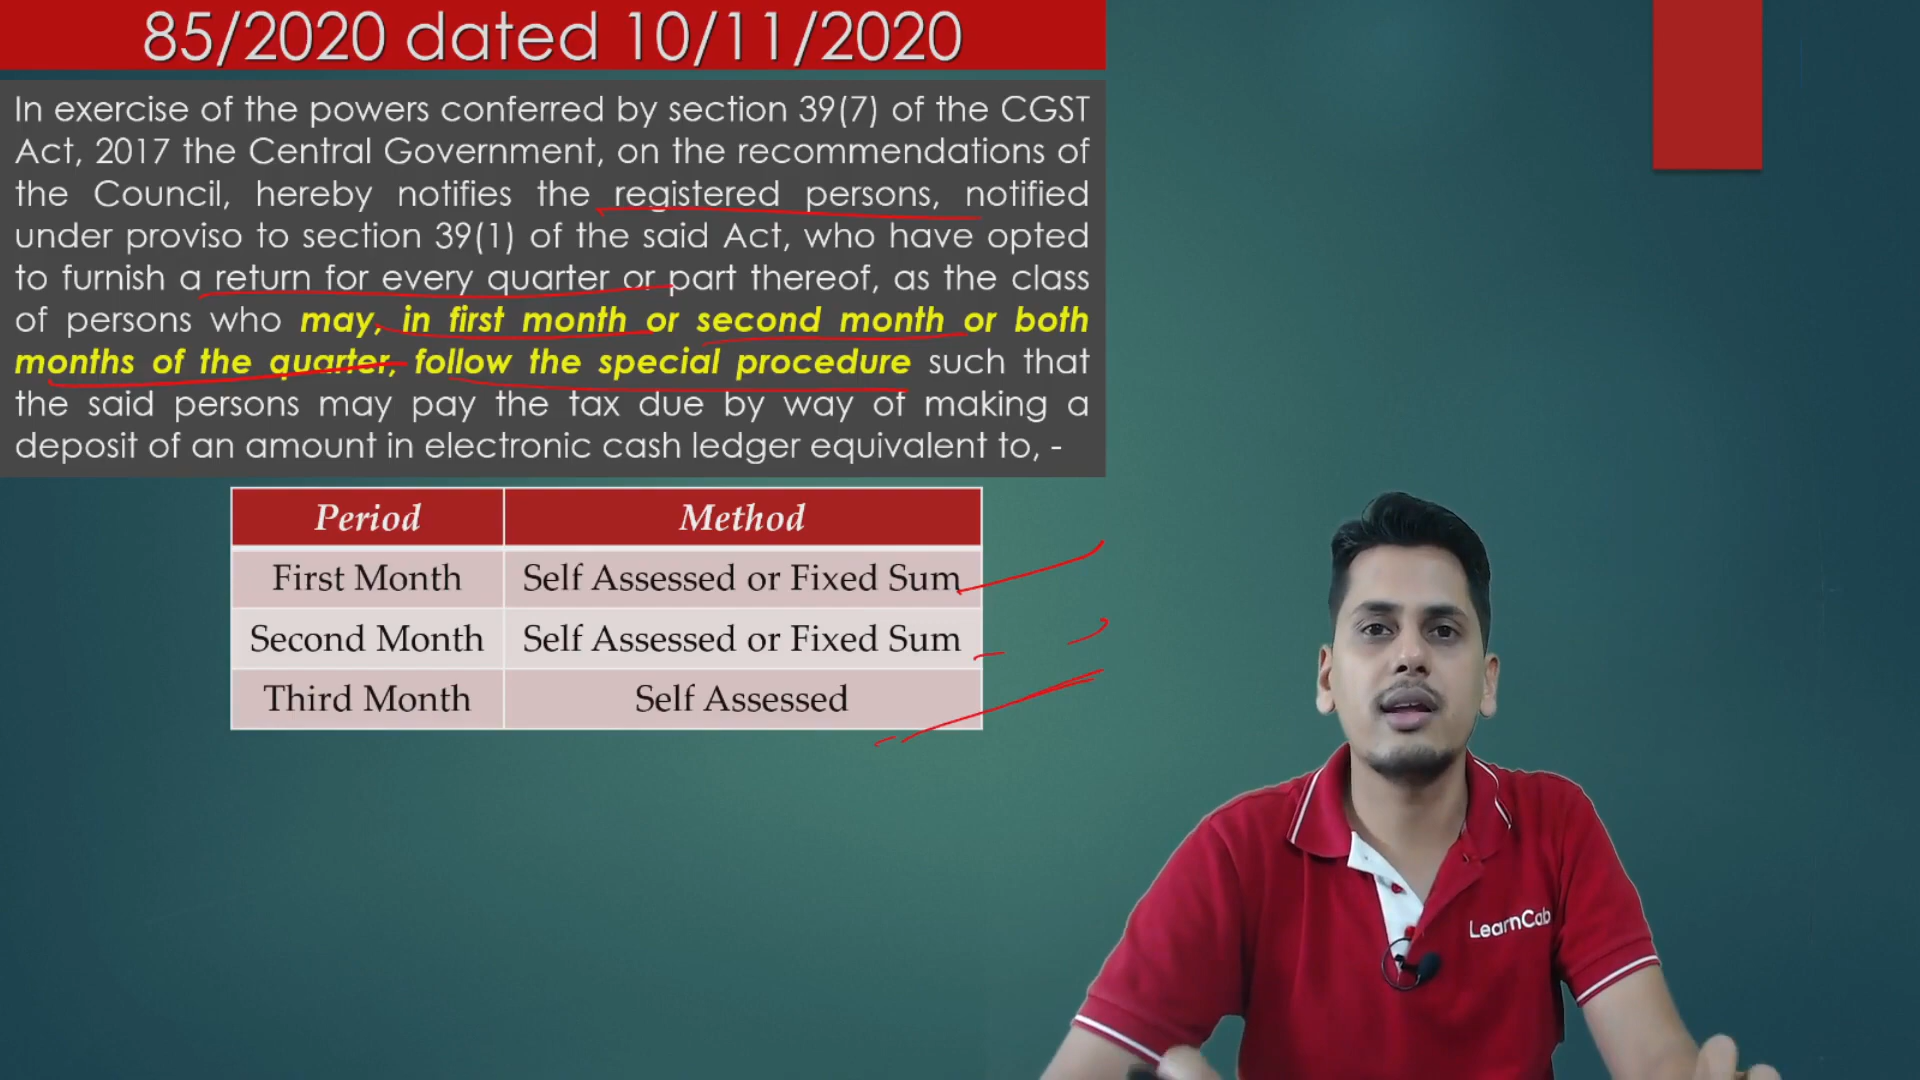 85/2020 dated 10/11/2020
In exercise of the powers conferred by section 39(7) of the CGST
Act, 2017 the Central Government, on the recommendations of
the Council, hereby notifies the registered persons, notified
under proviso to section 39(1) of the said Act, who have opted
to furnish a return for every quarter or part thereof, as the class
of persons who may, in first month or second month or both
months of the quarter, follow the special procedure such that
the said persons may pay the tax due by way of making a
deposit of an amount in electronic cash ledger equivalent to, -
Period Method
First Month Self Assessed or Fixed Sum
Second Month Self Assessed or Fixed Sum
Third Month Self Assessed
LearnCab